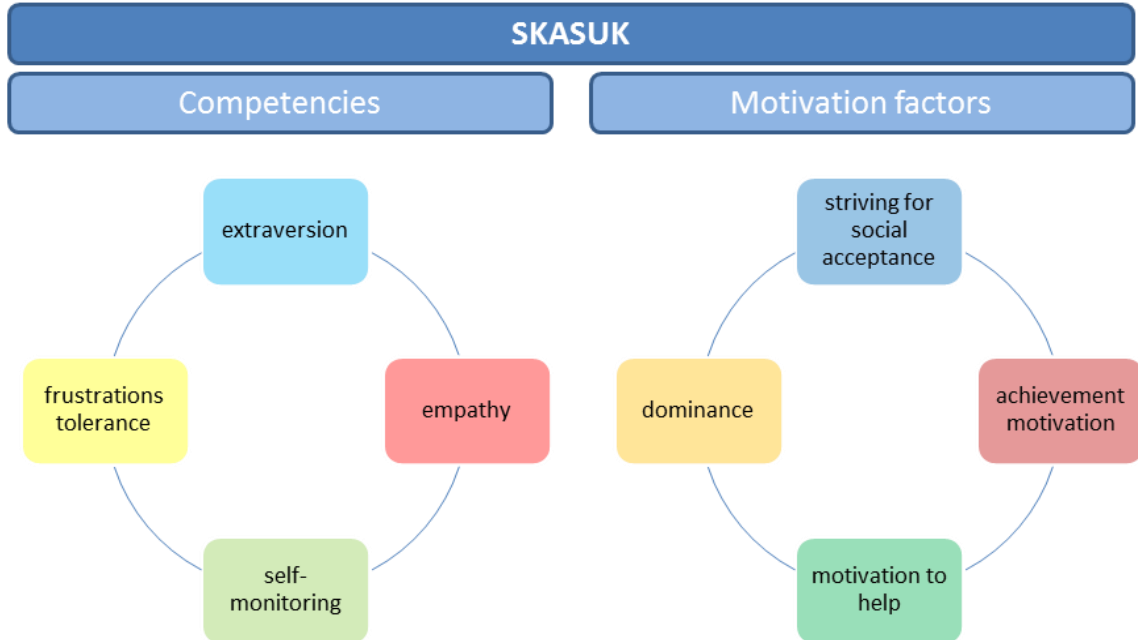 SKASUK
Competencies
Motivation factors
extraversion
frustrations
tolerance
empathy
self-
monitoring
striving for
social
acceptance
dominance
achievement
motivation
motivation to
help